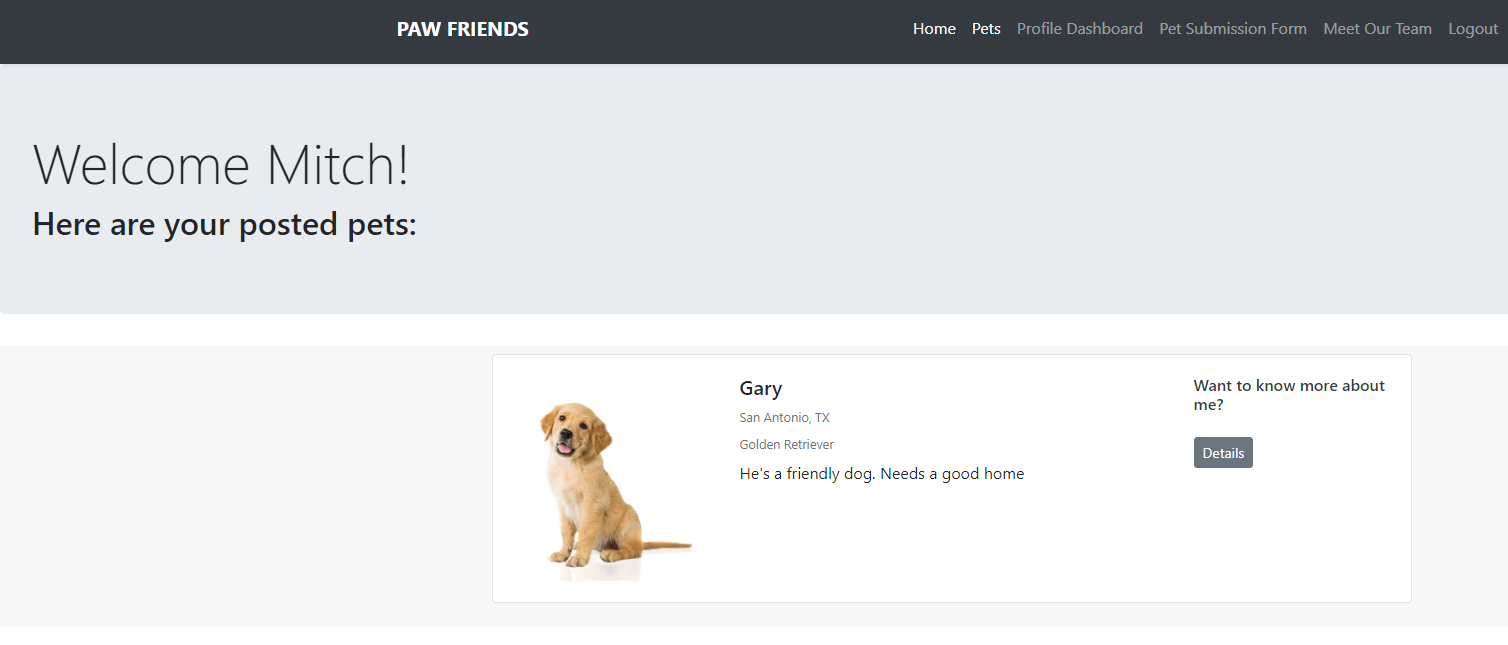 PAW FRIENDS
Home Pets Profile Dashboard Pet Submission Form Meet Our Team Logout
Welcome Mitch!
Here are your posted pets:
Gary
San Antonio, TX
Golden Retriever
He's a friendly dog. Needs a good home
Want to know more about
me?
Details